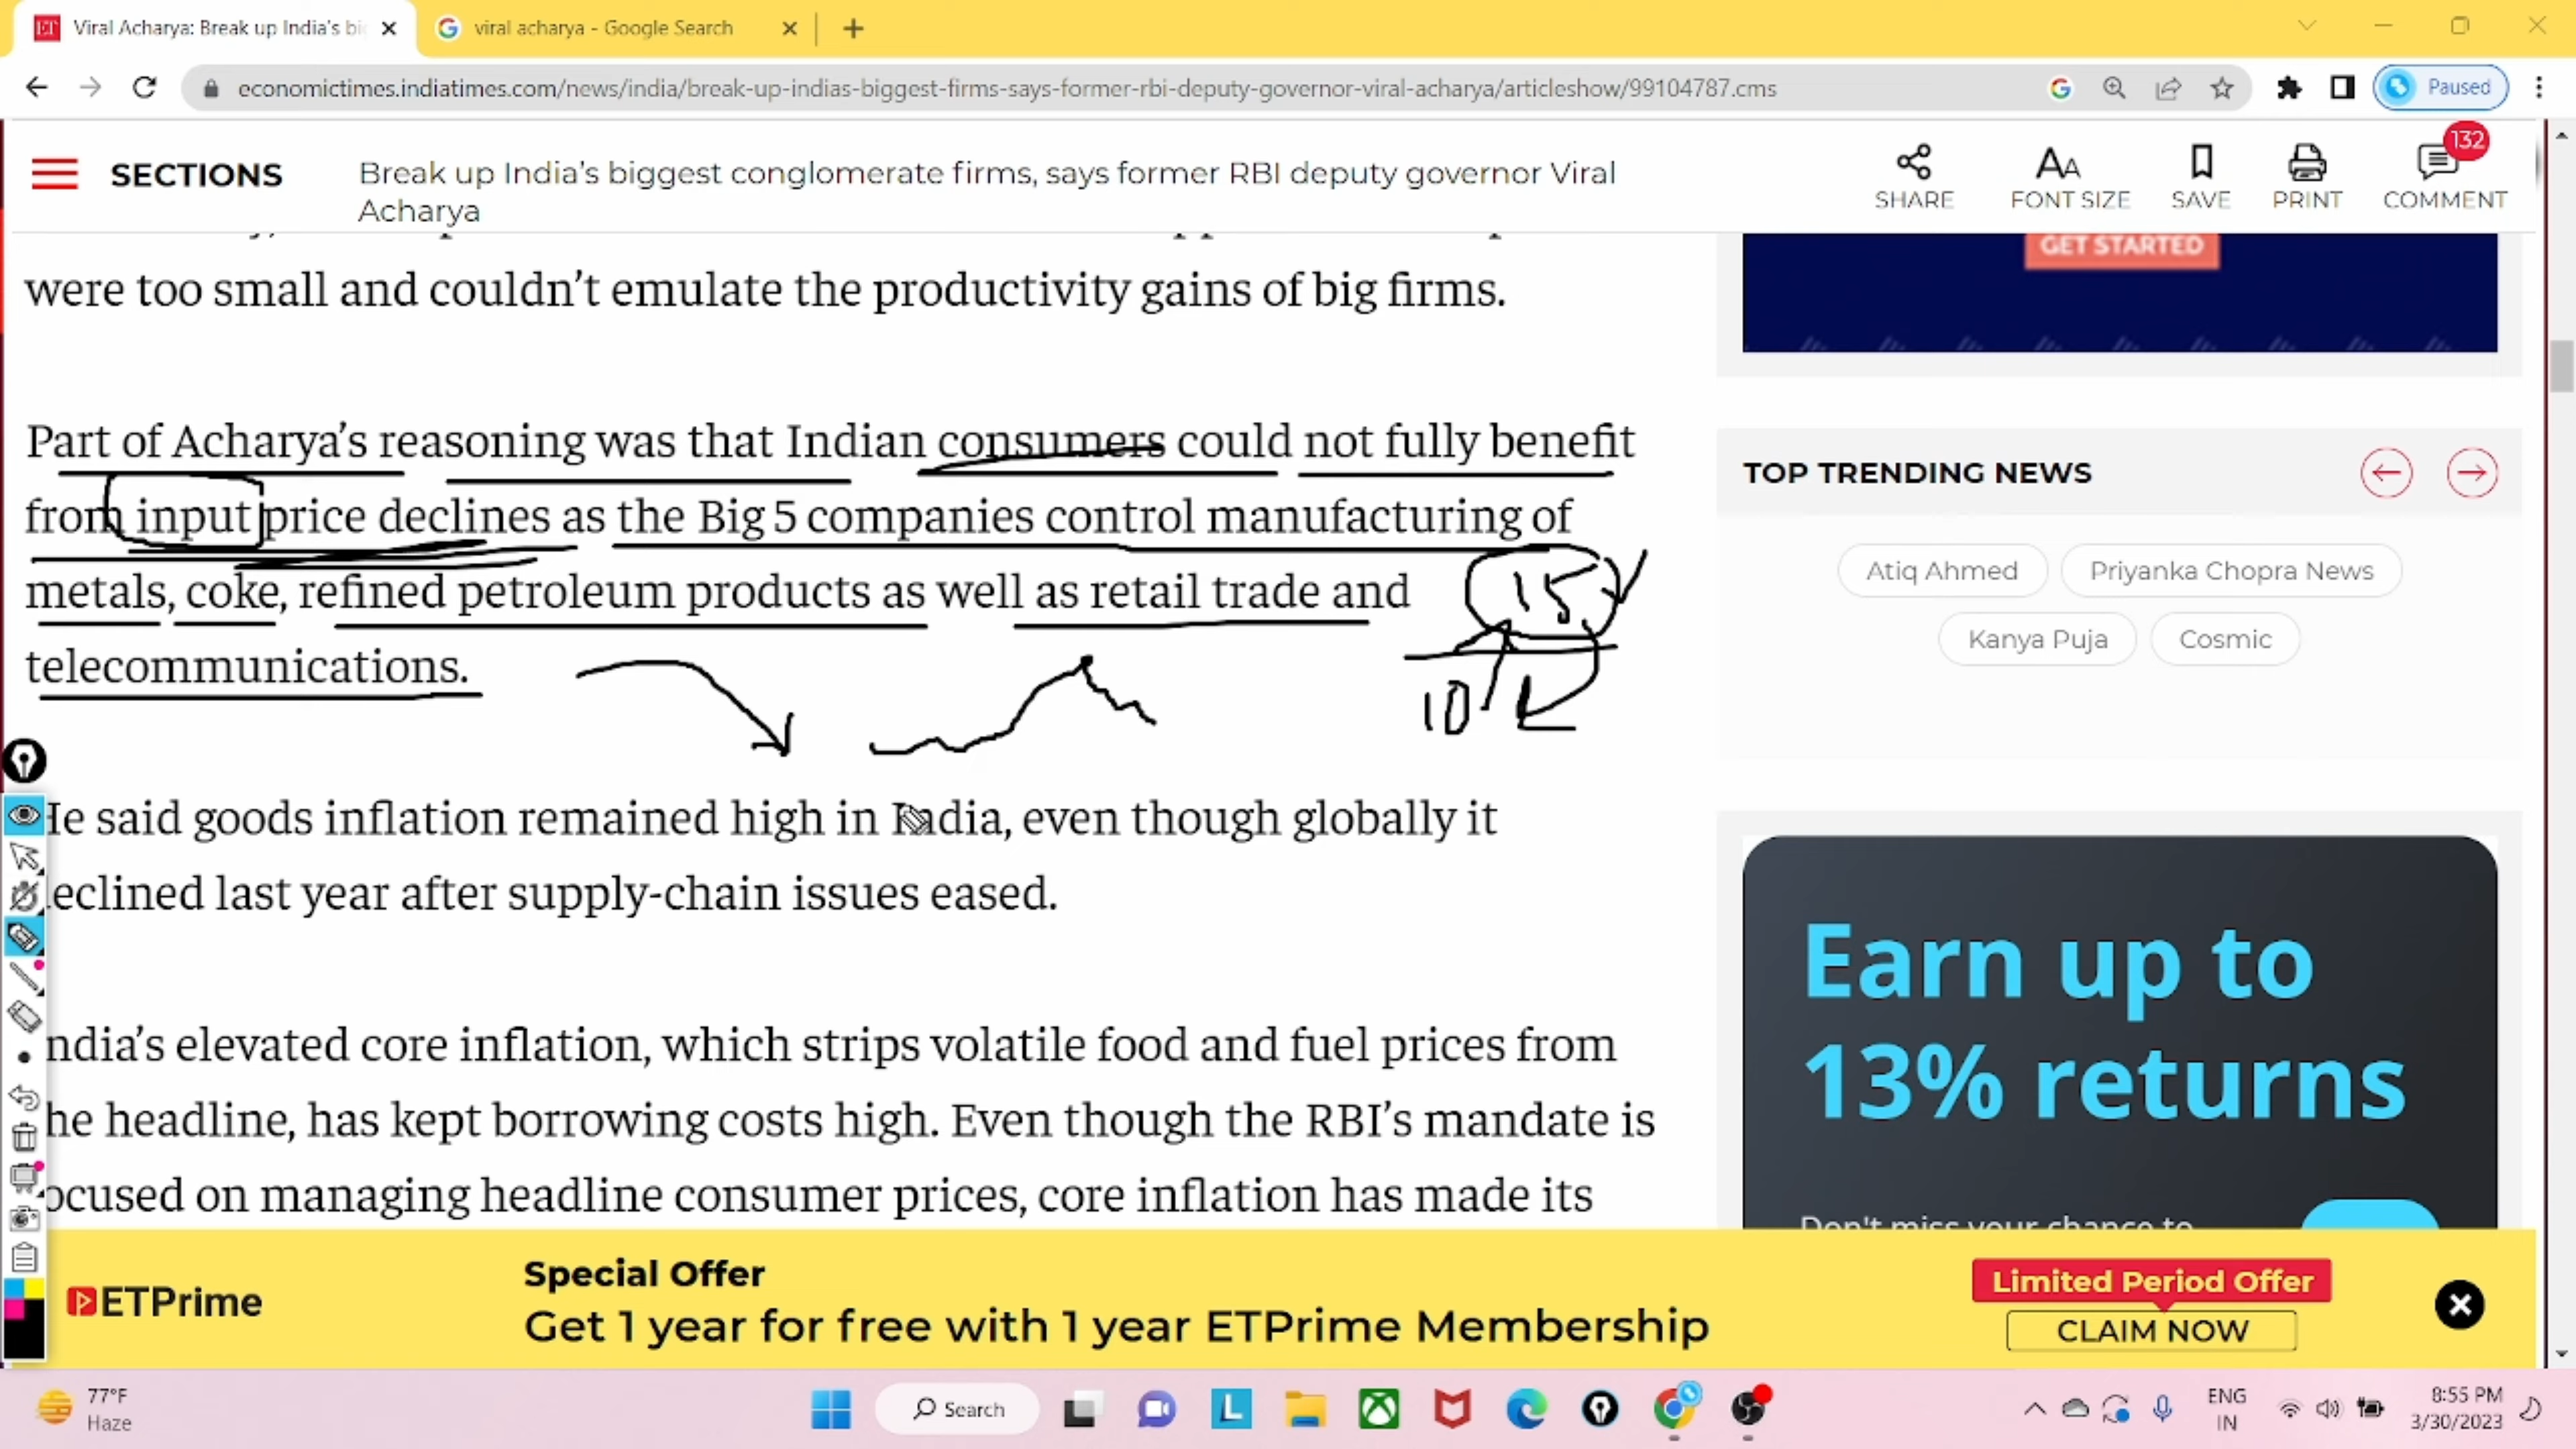 Viral Acharya: Break up India's bi
viral acharya - Google Search
economictimes.indiatimes.com/news/india/break-up-indias-biggest-firms-says-former-rbi-deputy-governor-viral-acharya/articleshow/99104787.cms
Paused
SECTIONS
Break up India's biggest conglomerate firms, says former RBI deputy governor Viral
Acharya
SHARE
FONT SIZE
SAVE
PRINT
132
COMMENT
were too small and couldn't emulate the productivity gains of big firms.
Part of Acharya's reasoning was that Indian consumers could not fully benefit
from input price declines as the Big 5 companies control manufacturing of
metals, coke, refined petroleum products as well as retail trade and
telecommunications.
15
10
He said goods inflation remained high in India, even though globally it
declined last year after supply-chain issues eased.
India's elevated core inflation, which strips volatile food and fuel prices from
the headline, has kept borrowing costs high. Even though the RBI's mandate is
focused on managing headline consumer prices, core inflation has made its
GET STARTED
TOP TRENDING NEWS
Atiq Ahmed
Priyanka Chopra News
Kanya Puja
Cosmic
Earn up to
13% returns
Don't miss your chance to
ETPrime
Special Offer
Get 1 year for free with 1 year ETPrime Membership
Limited Period Offer
CLAIM NOW
77°F
Haze
Search
ENG
IN
8:55 PM
3/30/2023